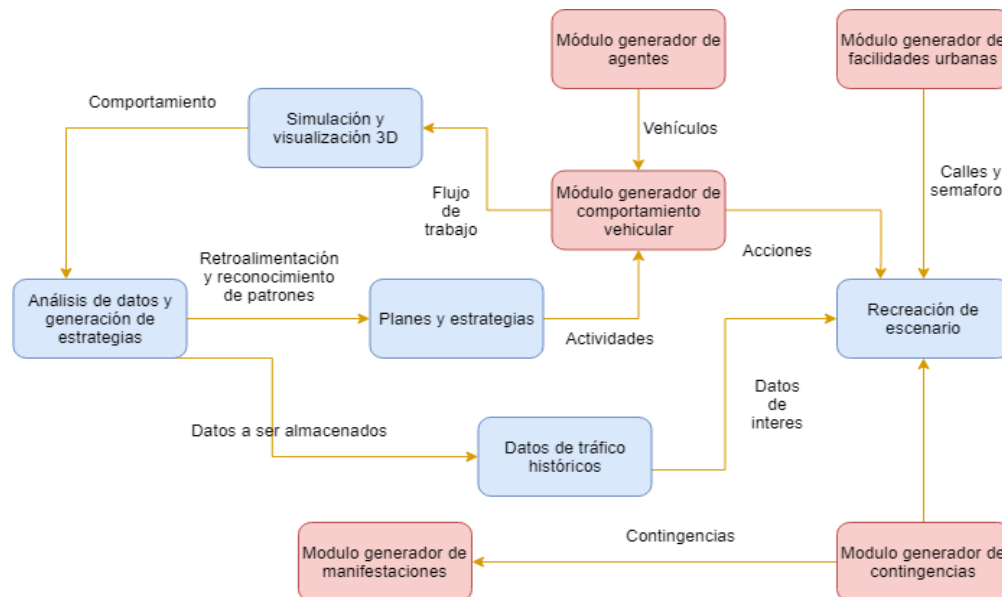 Módulo generador de
agentes
Módulo generador de
facilidades urbanas
Comportamiento
Simulación y
visualización 3D
Vehículos
Calles y
semaforo
Flujo
de
trabajo
Módulo generador de
comportamiento
vehicular
Acciones
Retroalimentación
y reconocimiento
de patrones
Análisis de datos y
generación de
estrategias
Planes y estrategias
Actividades
Recreación de
escenario
Datos
de
interes
Datos a ser almacenados
Datos de tráfico
históricos
Contingencias
Modulo generador de
manifestaciones
Modulo generador de
contingencias